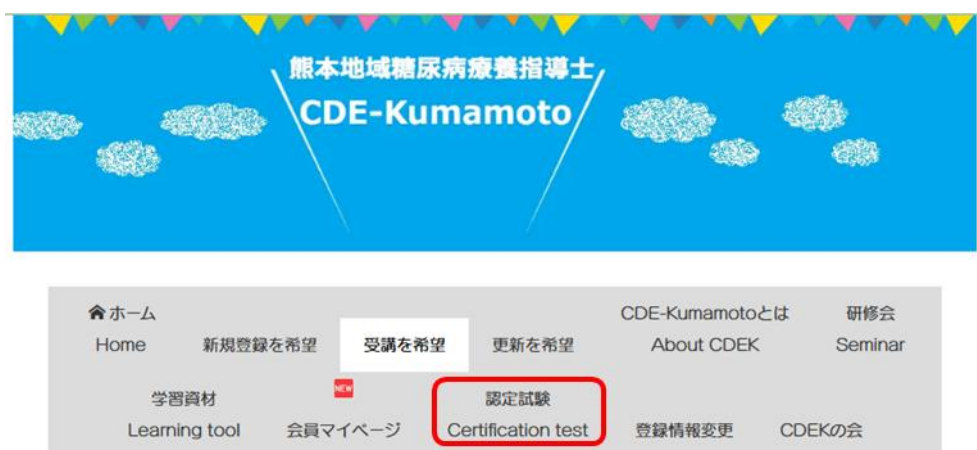 熊本地域糖尿病療養指導士
CDE-Kumamoto
ホーム
Home
新規登録を希望
受講を希望
更新を希望
CDE-Kumamotoとは
About CDEK
研修会
Seminar
学習資材
Learning tool
NEW
会員マイページ
認定試験
Certification test
登録情報変更
CDEKの会